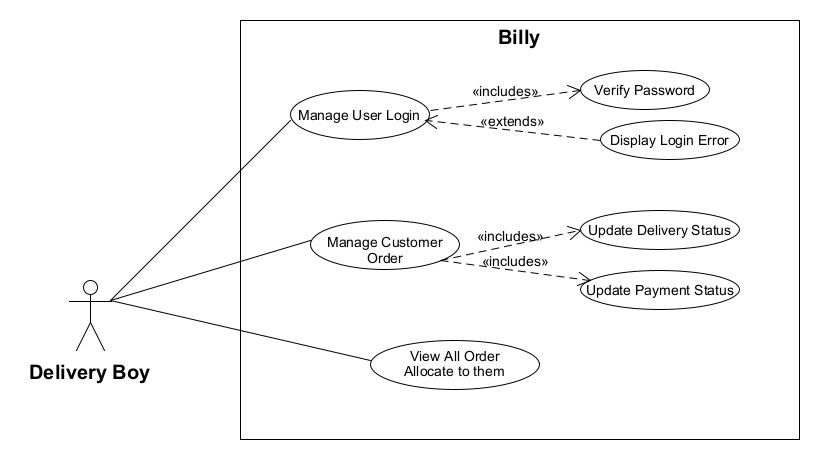 Billy
«includes»
Verify Password
Manage User Login
«extends»
Display Login Error
«includes»
Update Delivery Status
Manage Customer
Order
«includes»
Update Payment Status
View All Order
Allocate to them
Delivery Boy